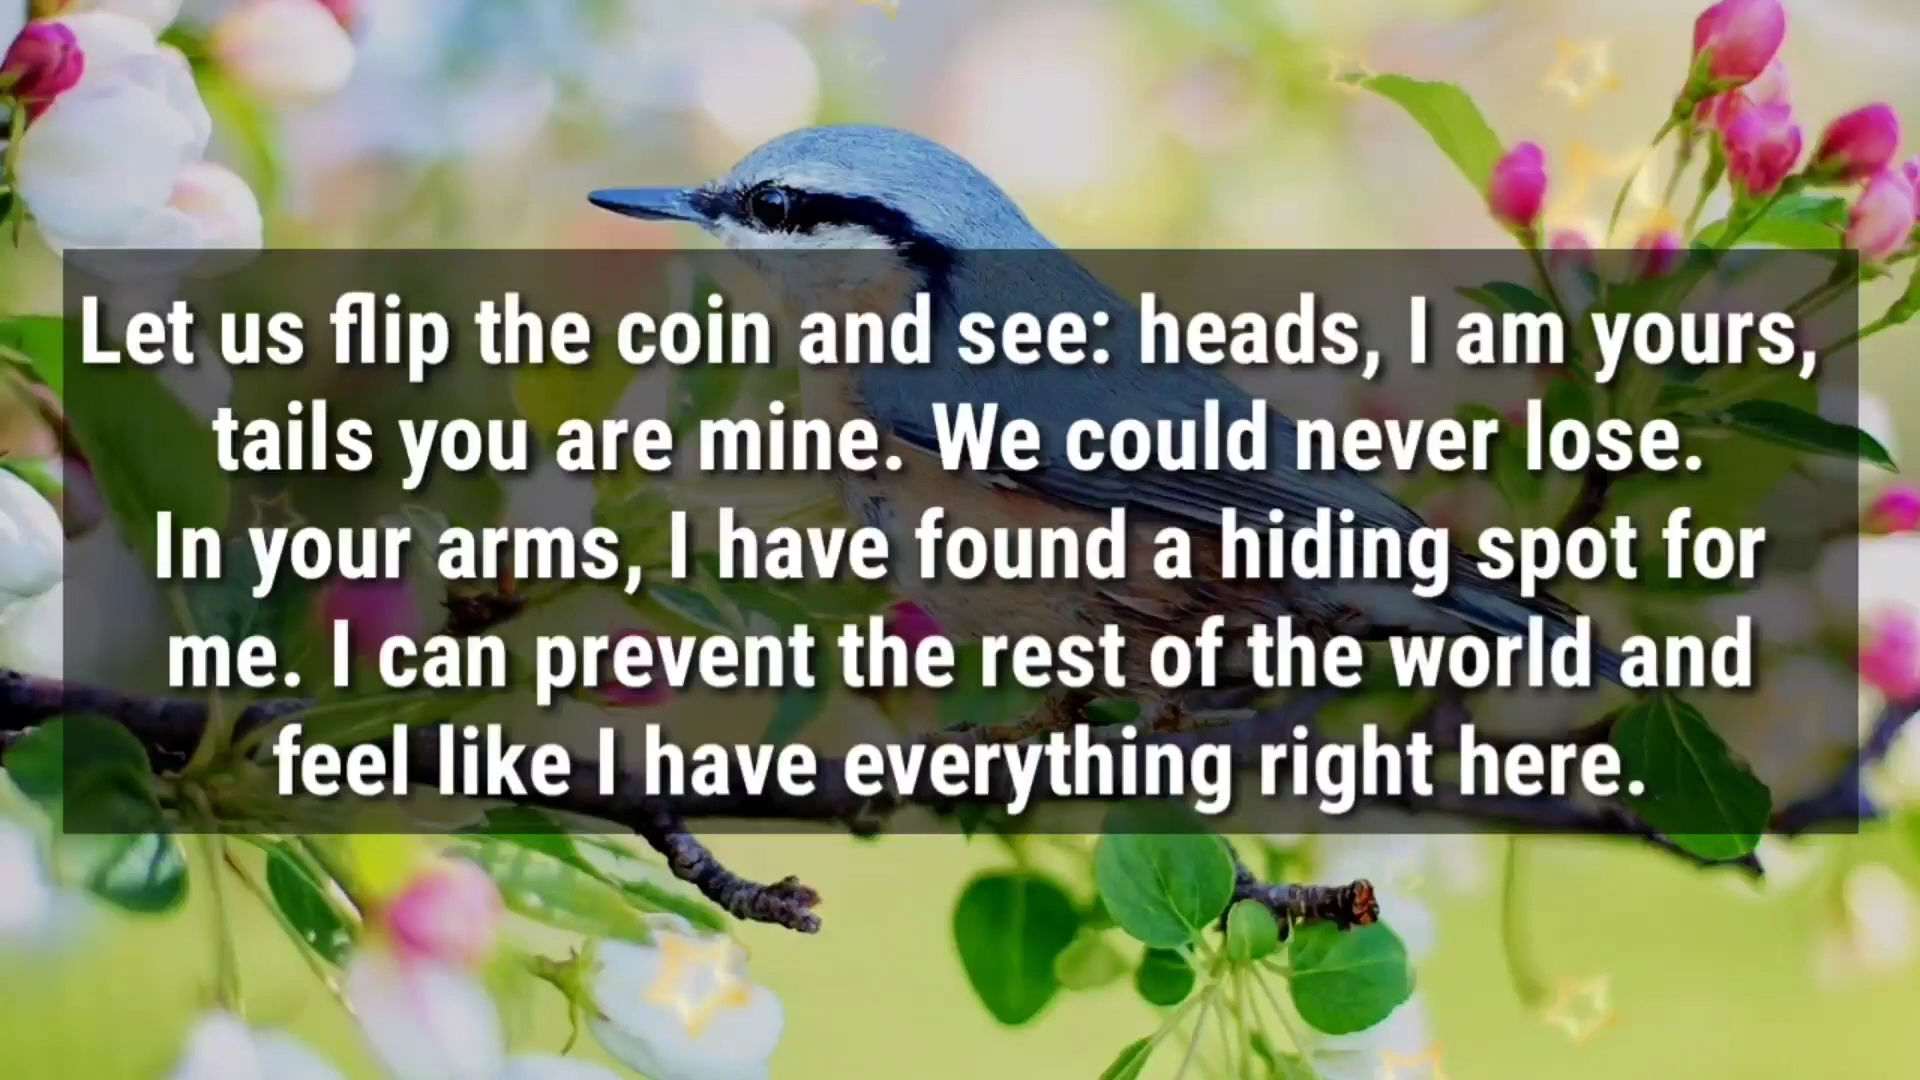 Let us flip the coin and see: heads, I am yours,
tails you are mine. We could never lose.
In your arms, I have found a hiding spot for
me. I can prevent the rest of the world and
feel like I have everything right here.